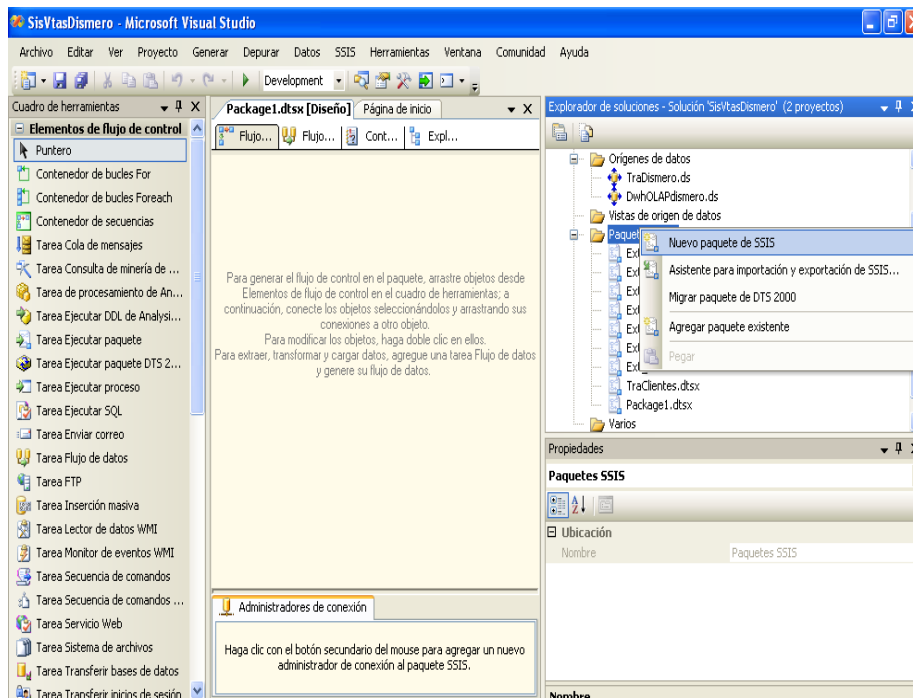 SisVtasDismero - Microsoft Visual Studio
Archivo Editar Ver Proyecto Generar Depurar Datos SSIS Herramientas Ventana Comunidad Ayuda
Development
Cuadro de herramientas
Elementos de flujo de control
Puntero
Contenedor de bucles For
Contenedor de bucles Foreach
Contenedor de secuencias
Tarea Cola de mensajes
Tarea Consulta de minería de ...
Tarea de procesamiento de An...
Tarea Ejecutar DDL de Analysi...
Tarea Ejecutar paquete
Tarea Ejecutar paquete DTS 2...
Tarea Ejecutar proceso
Tarea Ejecutar SQL
Tarea Enviar correo
Tarea Flujo de datos
Tarea FTP
Tarea Inserción masiva
Tarea Lector de datos WMI
Tarea Monitor de eventos WMI
Tarea Secuencia de comandos
Tarea Secuencia de comandos ...
Tarea Servicio Web
Tarea Sistema de archivos
Tarea Transferir bases de datos
Tarea Transferir inicios de sesión
Package1.dtsx [Diseño] Página de inicio
Flujo... Flujo... Cont... Expl...
Para generar el flujo de control en el paquete, arrastre objetos desde
Elementos de flujo de control en el cuadro de herramientas; a
continuación, conecte los objetos seleccionándolos y arrastrando sus
conexiones a otro objeto.
Para modificar los objetos, haga doble clic en ellos.
Para extraer, transformar y cargar datos, agregue una tarea Flujo de datos
y genere su flujo de datos.
Administradores de conexión
Haga clic con el botón secundario del mouse para agregar un nuevo
administrador de conexión al paquete SSIS.
Explorador de soluciones - Solución 'SisVtasDismero' (2 proyectos)
Orígenes de datos
TraDismero.ds
DwhOLAPdismero.ds
Vistas de origen de datos
Paquet
Ext
Ext
Ext
Ext
Ext
Ext
Ext
TraClientes.dtsx
Package1.dtsx
Varios
Nuevo paquete de SSIS
Asistente para importación y exportación de SSIS...
Migrar paquete de DTS 2000
Agregar paquete existente
Pegar
Propiedades
Paquetes SSIS
Ubicación
Nombre Paquetes SSIS
Nombre